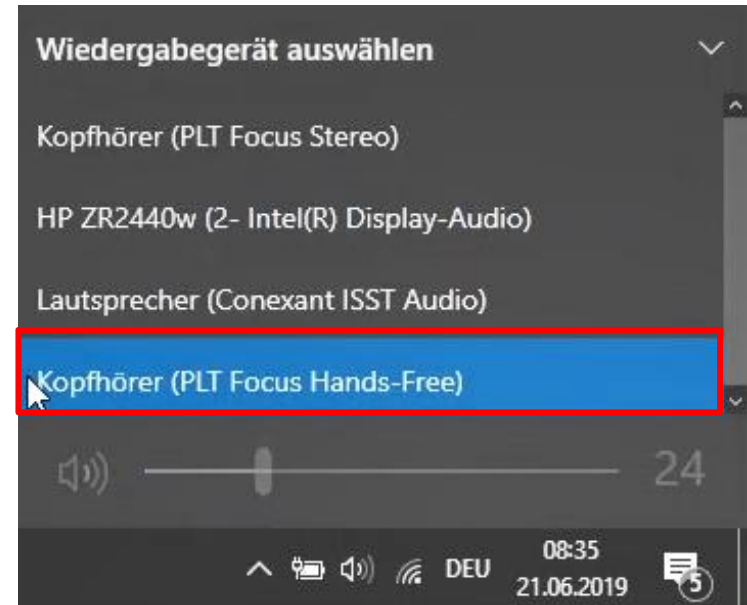 Wiedergabegerät auswählen
Kopfhörer (PLT Focus Stereo)
HP ZR2440w (2- Intel(R) Display-Audio)
Lautsprecher (Conexant ISST Audio)
Kopfhörer (PLT Focus Hands-Free)
24
DEU
08:35
21.06.2019
5